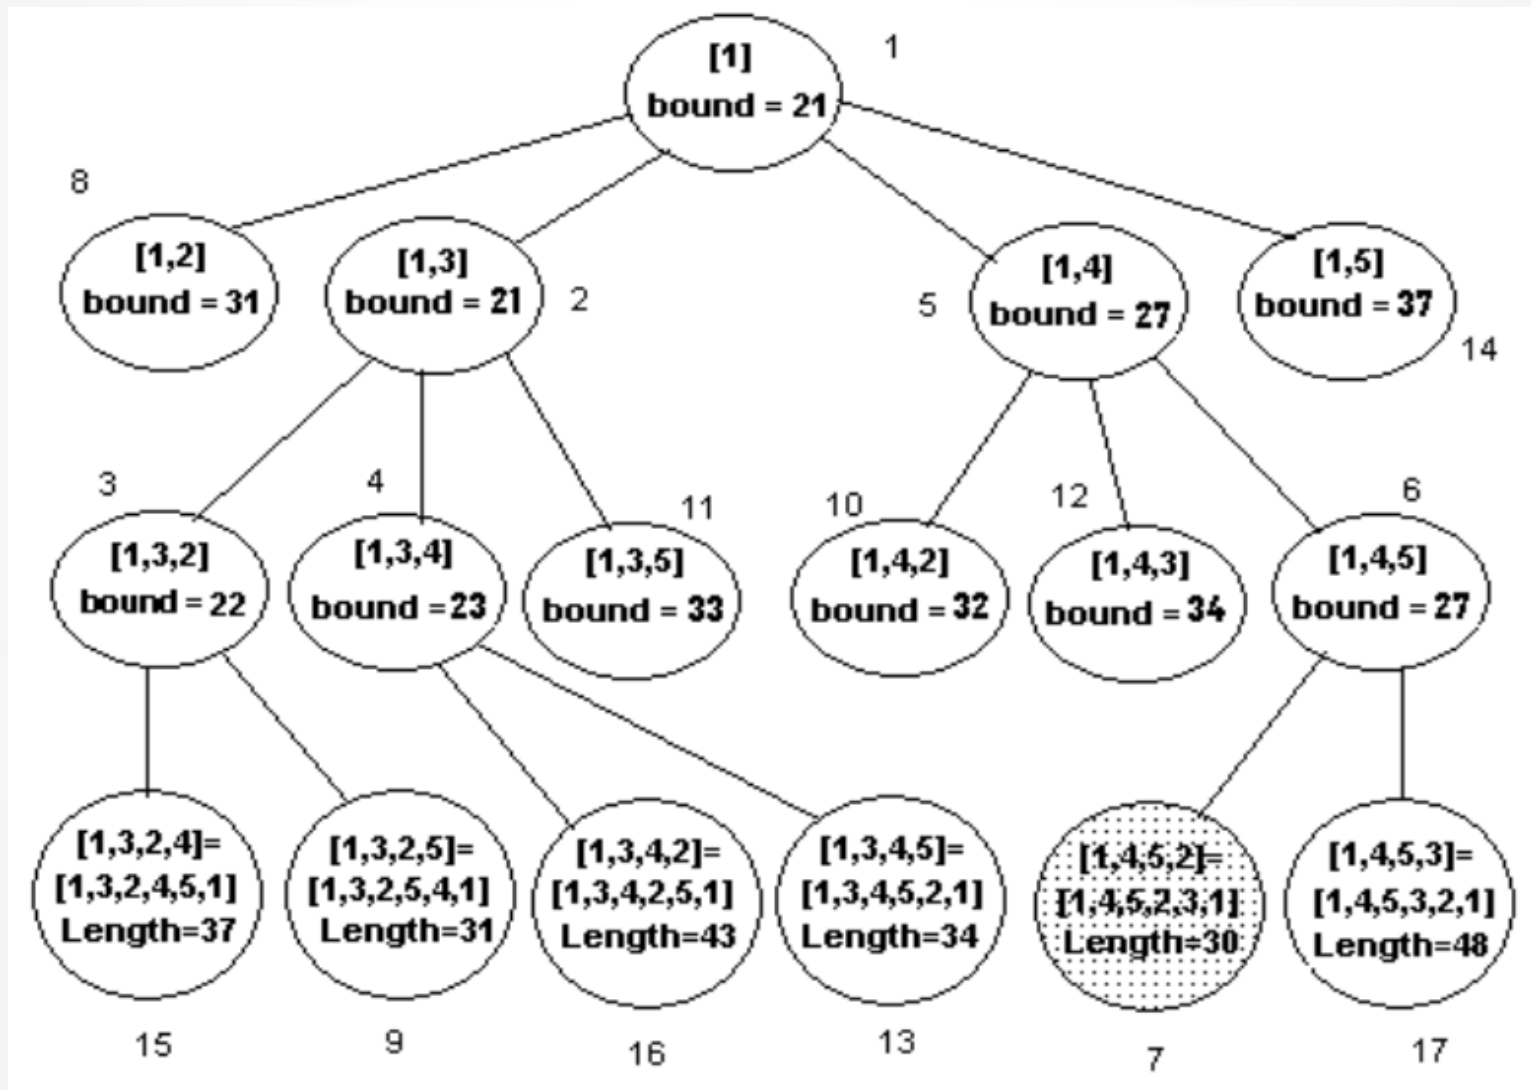 [1]
bound = 21
1
8
[1,2]
bound = 31
[1,3]
bound = 21
2
5
[1,4]
bound = 27
[1,5]
bound = 37
14
3
[1,3,2]
bound = 22
4
[1,3,4]
bound = 23
11
[1,3,5]
bound = 33
10
[1,4,2]
bound = 32
12
[1,4,3]
bound = 34
6
[1,4,5]
bound = 27
[1,3,2,4]=
[1,3,2,4,5,1]
Length=37
15
[1,3,2,5]=
[1,3,2,5,4,1]
Length=31
9
[1,3,4,2]=
[1,3,4,2,5,1]
Length=43
16
[1,3,4,5]=
[1,3,4,5,2,1]
Length=34
13
[1,4,5,2]=
[1,4,5,2,3,1]
Length=30
7
[1,4,5,3]=
[1,4,5,3,2,1]
Length=48
17